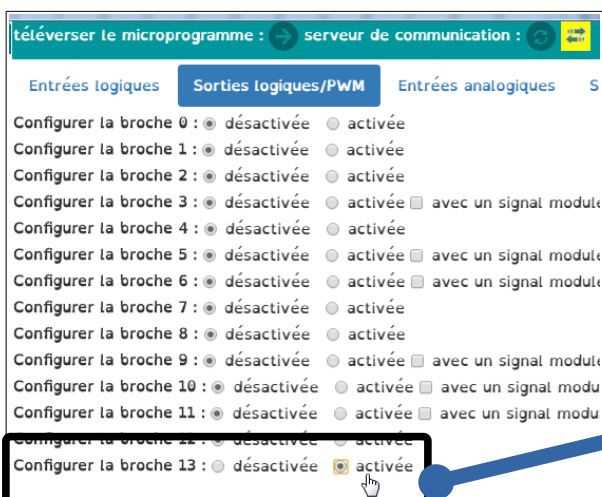 téléverser le microprogramme : serveur de communication :
Entrées logiques Sorties logiques/PWM Entrées analogiques S
Configurer la broche 0 : désactivée activée
Configurer la broche 1 : désactivée activée
Configurer la broche 2 : désactivée activée
Configurer la broche 3 : désactivée activée avec un signal module
Configurer la broche 4 : désactivée activée
Configurer la broche 5 : désactivée activée avec un signal module
Configurer la broche 6 : désactivée activée avec un signal module
Configurer la broche 7 : désactivée activée
Configurer la broche 8 : désactivée activée
Configurer la broche 9 : désactivée activée avec un signal module
Configurer la broche 10 : désactivée activée avec un signal modu
Configurer la broche 11 : désactivée activée avec un signal modu
Configurer la broche 12 : désactivée activée
Configurer la broche 13 : désactivée activée